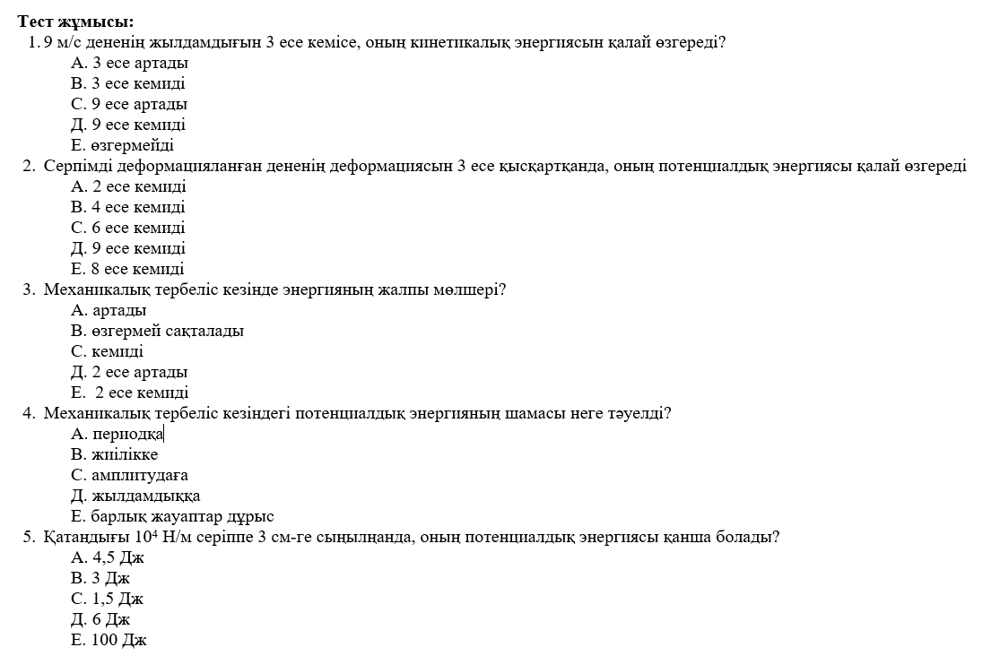 Тест жұмысы:
1. 9 м/с дененің жылдамдығын 3 есе кемісе, оның кинетикалық энергиясын қалай өзгереді?
А. 3 есе артады
В. 3 есе кемиді
С. 9 есе артады
Д. 9 есе кемиді
Е. өзгермейді
2. Серпімді деформацияланған дененің деформациясын 3 есе қысқартқанда, оның потенциалдық энергиясы қалай өзгереді
А. 2 есе кемиді
В. 4 есе кемиді
С. 6 есе кемиді
Д. 9 есе кемиді
Е. 8 есе кемиді
3. Механикалық тербеліс кезінде энергияның жалпы мөлшері?
А. артады
В. өзгермей сақталады
С. кемиді
Д. 2 есе артады
Е. 2 есе кемиді
4. Механикалық тербеліс кезіндегі потенциалдық энергияның шамасы неге тәуелді?
А. периодқа
В. жиілікке
С. амплитудаға
Д. жылдамдыққа
Е. барлық жауаптар дұрыс
5. Қатаңдығы 10⁴ Н/м серіппе 3 см-ге сыңылңанда, оның потенциалдық энергиясы қанша болады?
А. 4,5 Дж
В. 3 Дж
С. 1,5 Дж
Д. 6 Дж
Е. 100 Дж